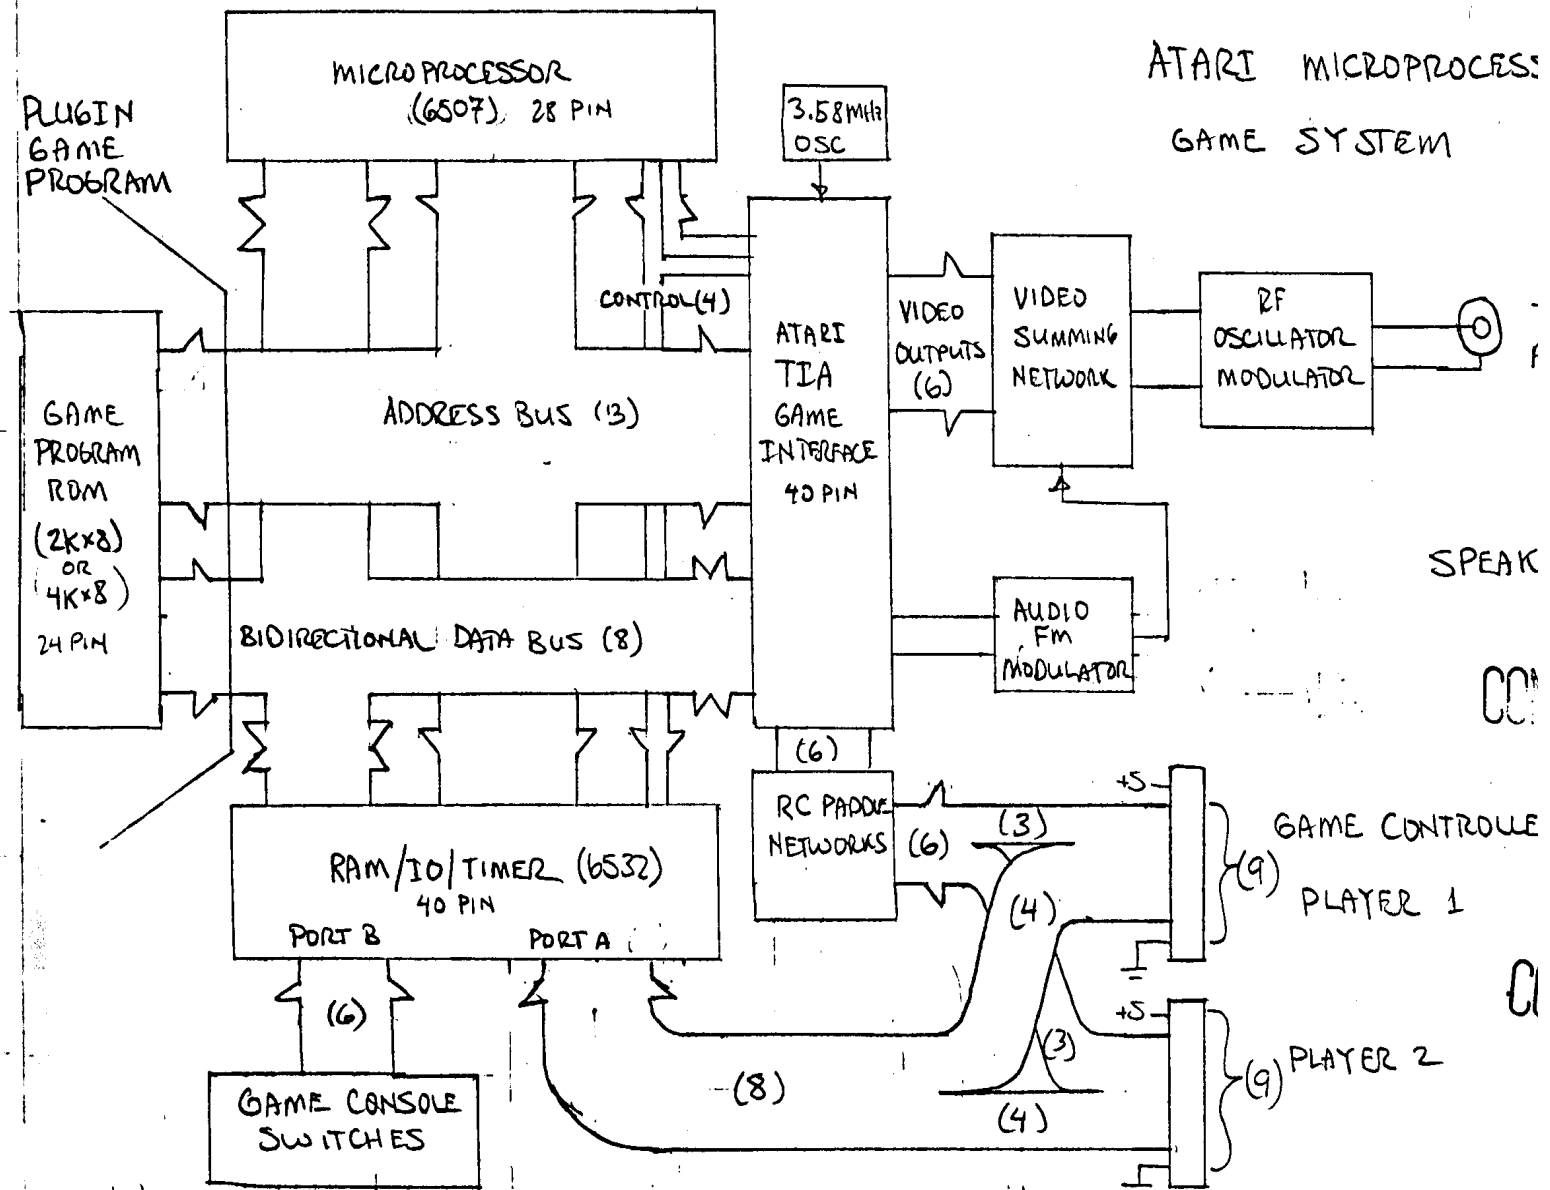 ATARI MICROPROCESS
GAME SYSTEM
MICROPROCESSOR
(6507) 28 PIN
PLUGIN
GAME
PROGRAM
3.58MHz
OSC
CONTROL(4)
ATARI
TIA
GAME
INTERFACE
40 PIN
VIDEO
OUTPUTS
(6)
VIDEO
SUMMING
NETWORK
RF
OSCILLATOR
MODULATOR
GAME
PROGRAM
ROM
(2K×8)
OR
(4K×8)
24 PIN
ADDRESS BUS (13)
BIDIRECTIONAL DATA BUS (8)
AUDIO
FM
MODULATOR
SPEAK
(6)
RC PADDLE
NETWORKS
(6)
(3)
(4)
+5
(9)
GAME CONTROLLE
PLAYER 1
RAM/IO/TIMER (6532)
40 PIN
PORT B
PORT A
(6)
GAME CONSOLE
SWITCHES
(8)
(3)
(4)
+5
(9)
PLAYER 2